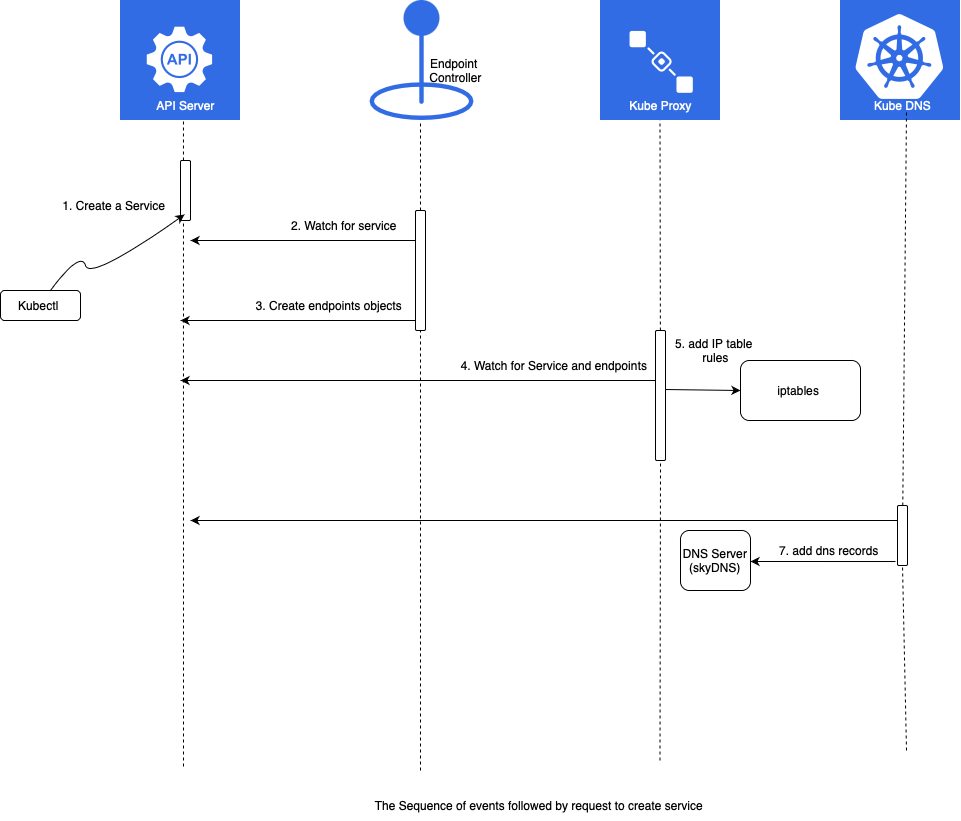 API
API Server
Endpoint
Controller
Kube Proxy
Kube DNS
1. Create a Service
2. Watch for service
Kubectl
3. Create endpoints objects
5. add IP table
rules
4. Watch for Service and endpoints
iptables
DNS Server
(skyDNS)
7. add dns records
The Sequence of events followed by request to create service